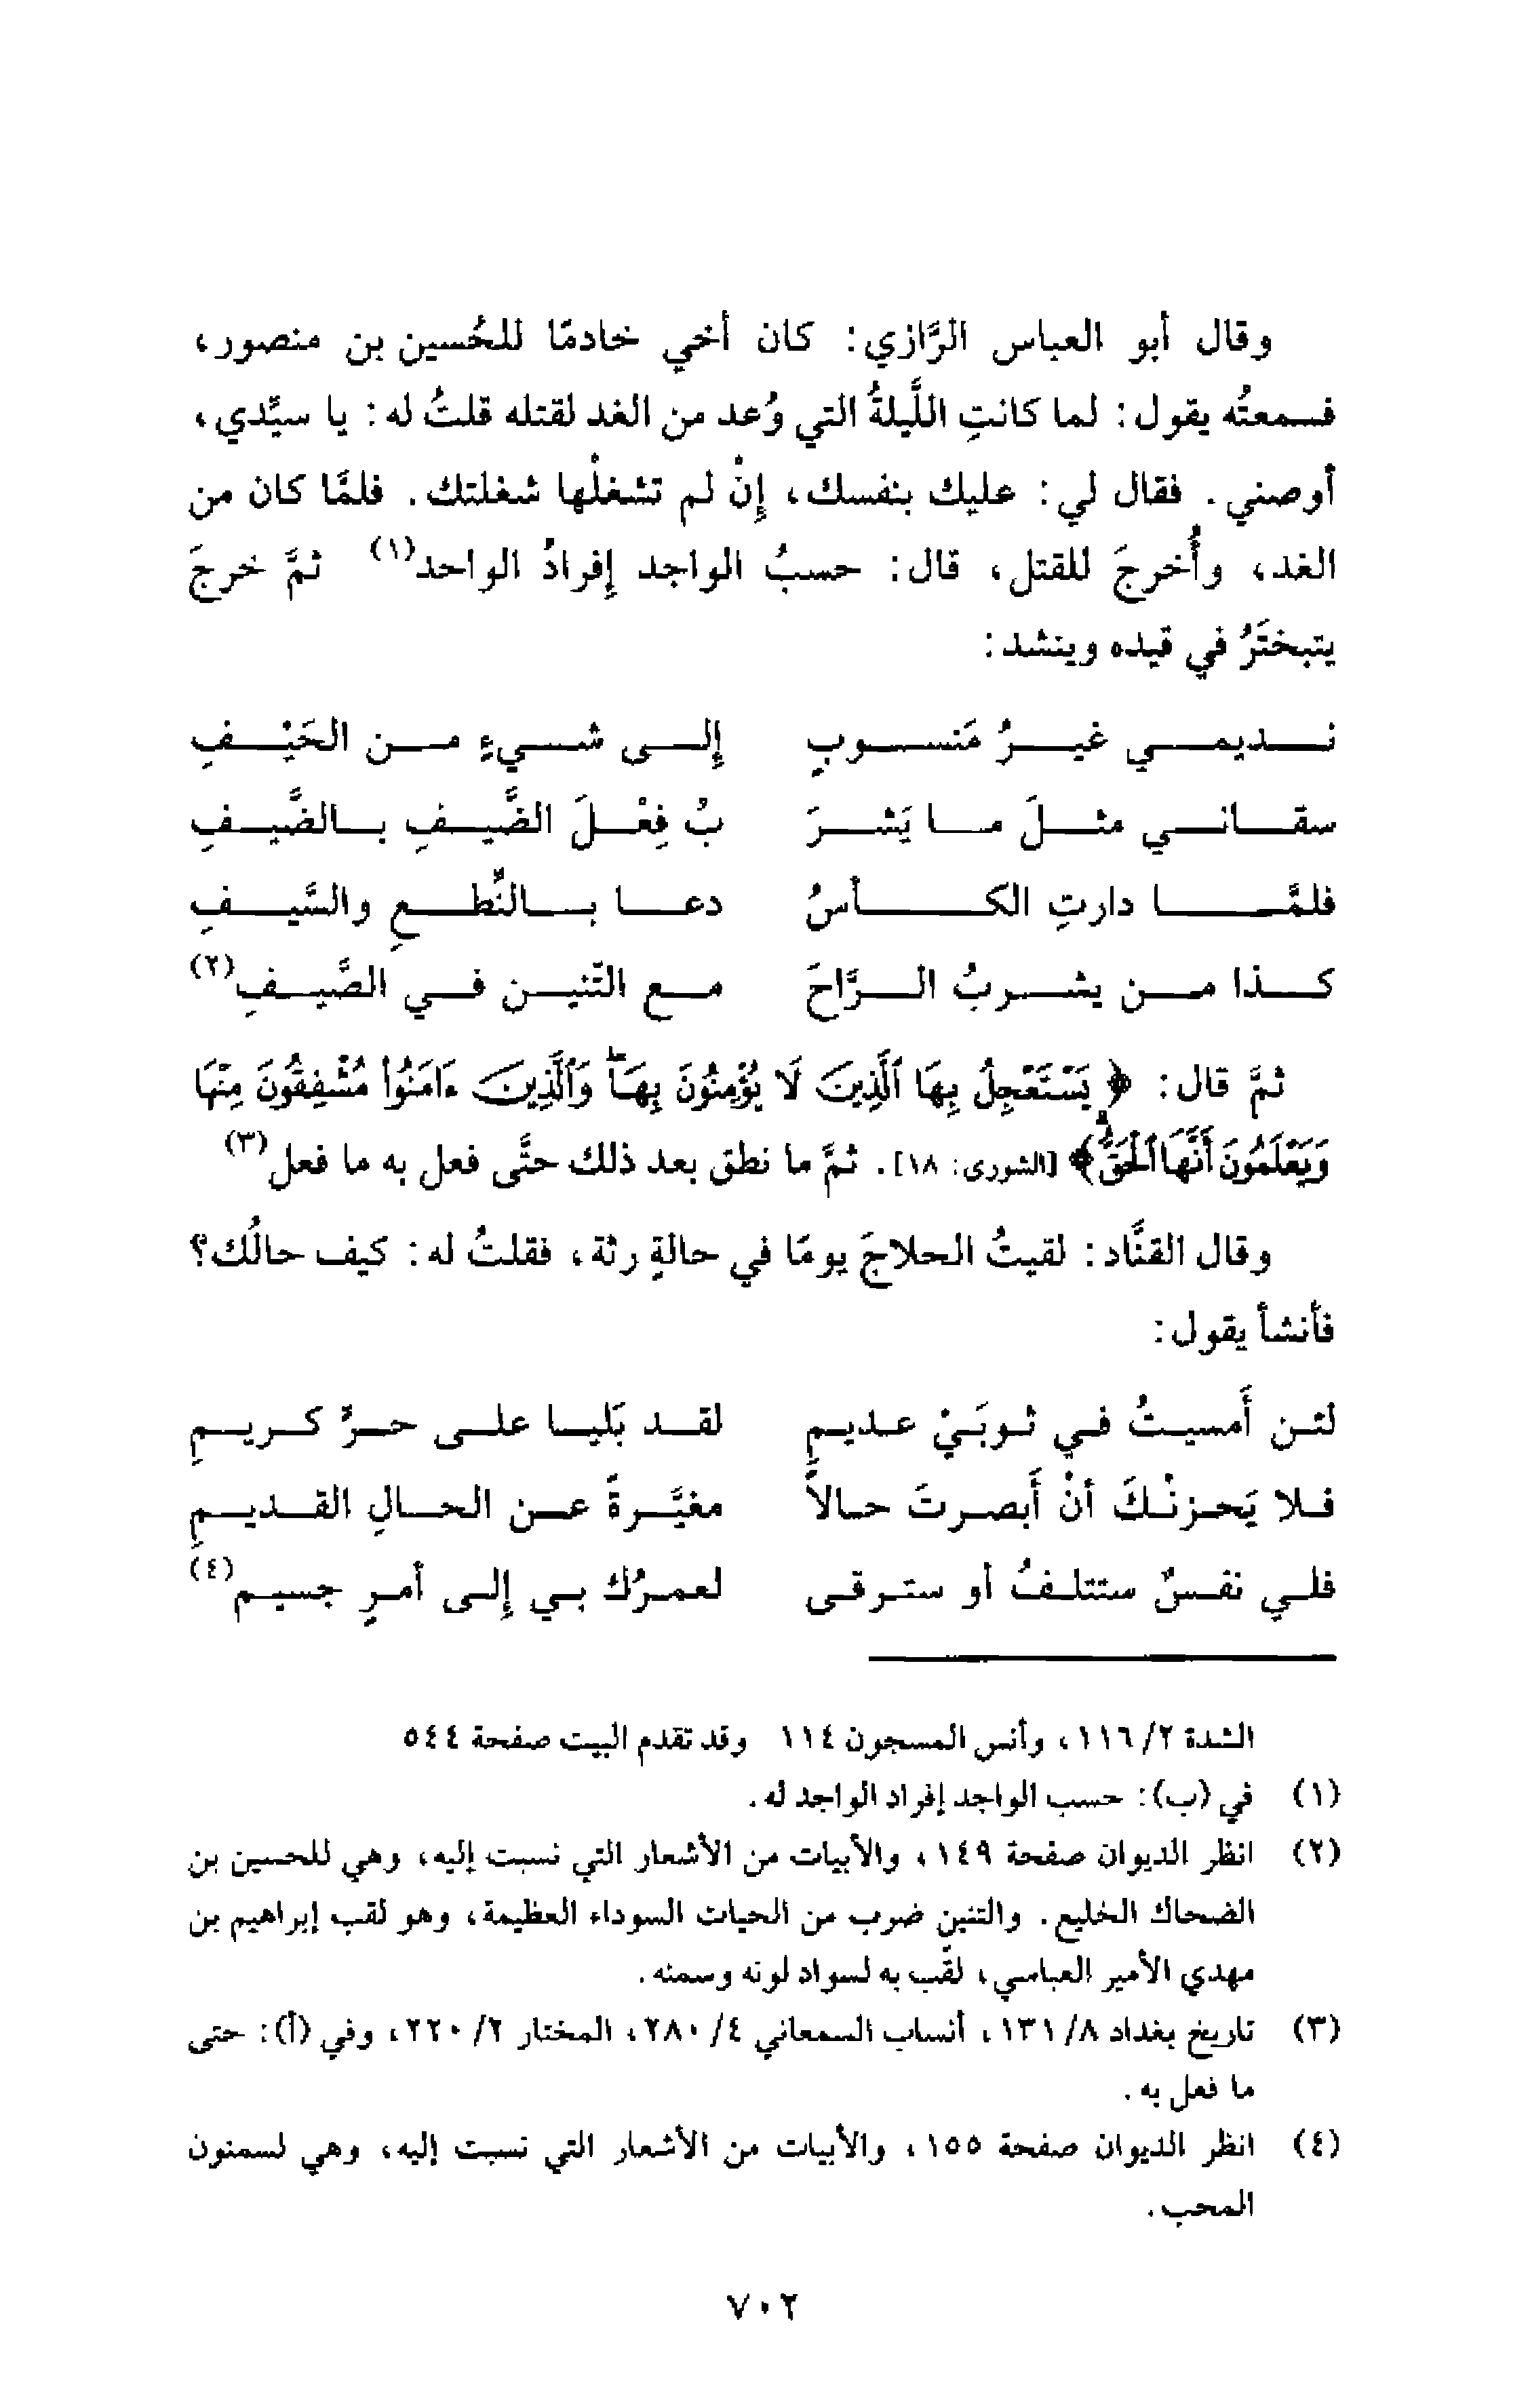 وقال أبو العباس الرَّازي: كان أخي خادمًا للحُسين بن منصور،
فسمعتُه يقول: لما كانتِ اللَّيلةُ التي وُعد من الغد لقتله قلتُ له: يا سيِّدي،
أوصني. فقال لي: عليك بنفسك، إنْ لم تشغلْها شغلتك. فلمَّا كان من
الغد، وأُخرجَ للقتل، قال: حسبُ الواجد إفرادُ الواحد(١) ثمَّ خرجَ
يتبختَرُ في قيده وينشد:
نديمي غيرُ مَنسوبٍ إلى شيءٍ من الحَيْفِ
سقاني مثلَ ما يَشرَ بُ فِعْلَ الضَّيفِ بالضَّيفِ
فلمَّا دارتِ الكأسُ دعا بالنِّطعِ والسَّيفِ
كذا من يشربُ الرَّاحَ مع التّنين في الصَّيفِ(٢)
ثمَّ قال: ﴿يَسْتَعْجِلُ بِهَا ٱلَّذِينَ لَا يُؤْمِنُونَ بِهَاۖ وَٱلَّذِينَ ءَامَنُوا۟ مُشْفِقُونَ مِنْهَا
وَيَعْلَمُونَ أَنَّهَا ٱلْحَقُّۗ﴾ [الشورى: ١٨]. ثمَّ ما نطق بعد ذلك حتَّى فعل به ما فعل(٣)
وقال القنَّاد: لقيتُ الحلاجَ يومًا في حالةٍ رثة، فقلتُ له: كيف حالُك؟
فأنشأ يقول:
لئن أَمسيتُ في ثوبَيْ عديمٍ لقد بَليا على حرٍّ كريمِ
فلا يَحزنْكَ أنْ أَبصرتَ حالاً مغيَّرةً عن الحالِ القديمِ
فلي نفسٌ ستتلفُ أو سترقى لعمرُك بي إلى أمرٍ جسيم(٤)
الشدة ٢/ ١١٦، وأنس المسجون ١١٤ وقد تقدم البيت صفحة ٥٤٤
(١) في (ب): حسب الواجد إفراد الواجد له.
(٢) انظر الديوان صفحة ١٤٩، والأبيات من الأشعار التي نسبت إليه، وهي للحسين بن
الضحاك الخليع. والتنين ضرب من الحيات السوداء العظيمة، وهو لقب إبراهيم بن
مهدي الأمير العباسي، لقّب به لسواد لونه وسمنه.
(٣) تاريخ بغداد ٨/ ١٣١، أنساب السمعاني ٤/ ٢٨٠، المختار ٢/ ٢٢٠، وفي (أ): حتى
ما فعل به.
(٤) انظر الديوان صفحة ١٥٥، والأبيات من الأشعار التي نسبت إليه، وهي لسمنون
المحب.
٧٠٢